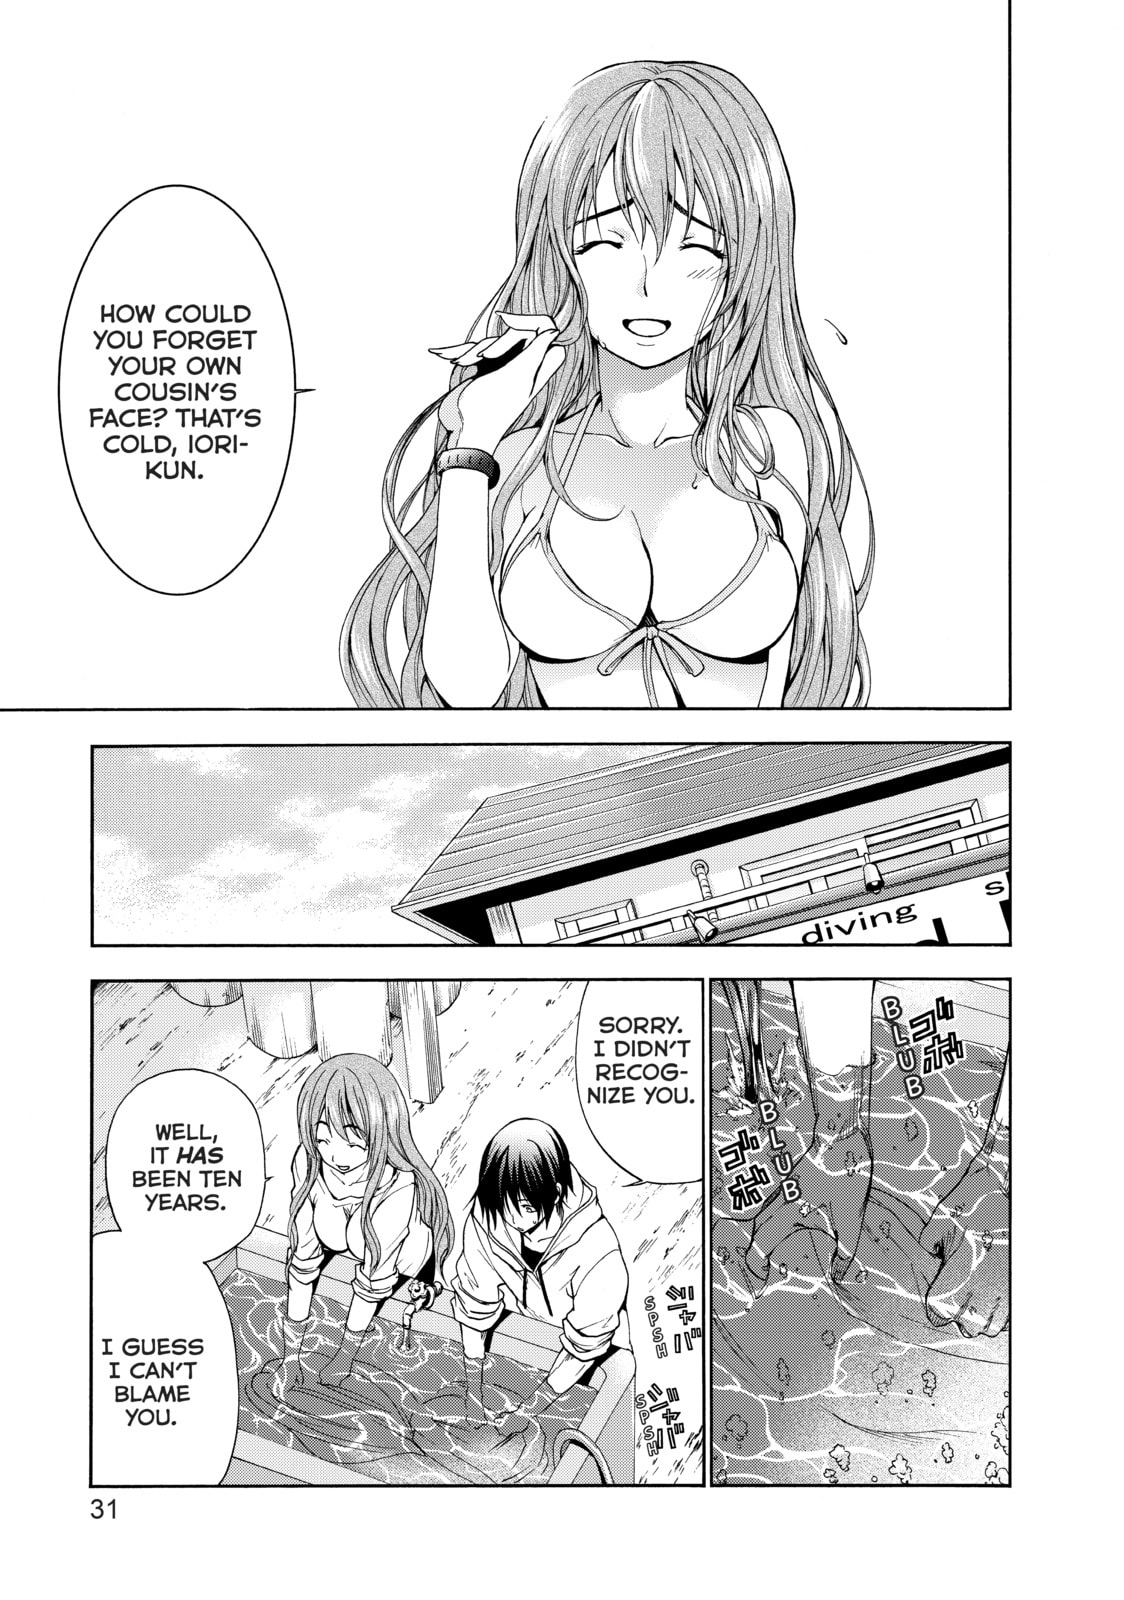 HOW COULD
YOU FORGET
YOUR OWN
COUSIN'S
FACE? THAT'S
COLD, IORI-
KUN.
diving
s
SORRY.
I DIDN'T
RECOG-
NIZE YOU.
WELL,
IT HAS
BEEN TEN
YEARS.
I GUESS
I CAN'T
BLAME
YOU.
ジャバ
SPSH
ジャバ
SPSH
ゴボ
BLUB
ゴボ
BLUB
31